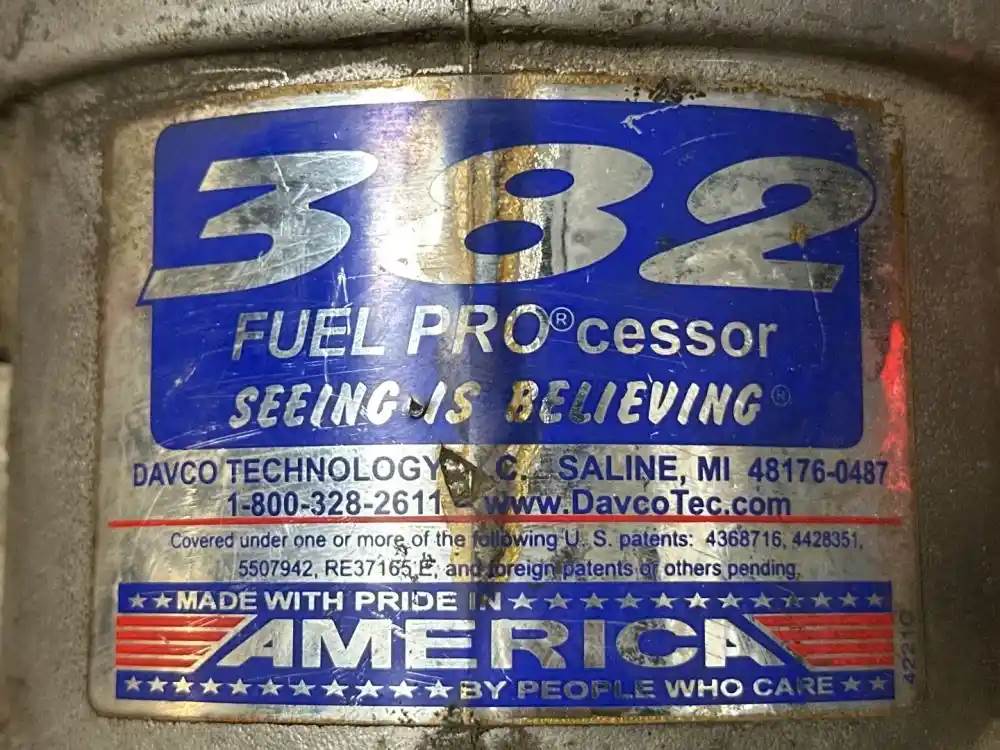 382
FUEL PRO® cessor
SEEING IS BELIEVING®
DAVCO TECHNOLOGY C. SALINE, MI 48176-0487
1-800-328-2611 www.DavcoTec.com
Covered under one or more of the following U. S. patents: 4368716, 4428351,
5507942, RE37165 E, and foreign patents or others pending.
★★MADE WITH PRIDE IN★★★★★★★★★★★★
AMERICA
★★★★★★★★★★★★BY PEOPLE WHO CARE★★
42210